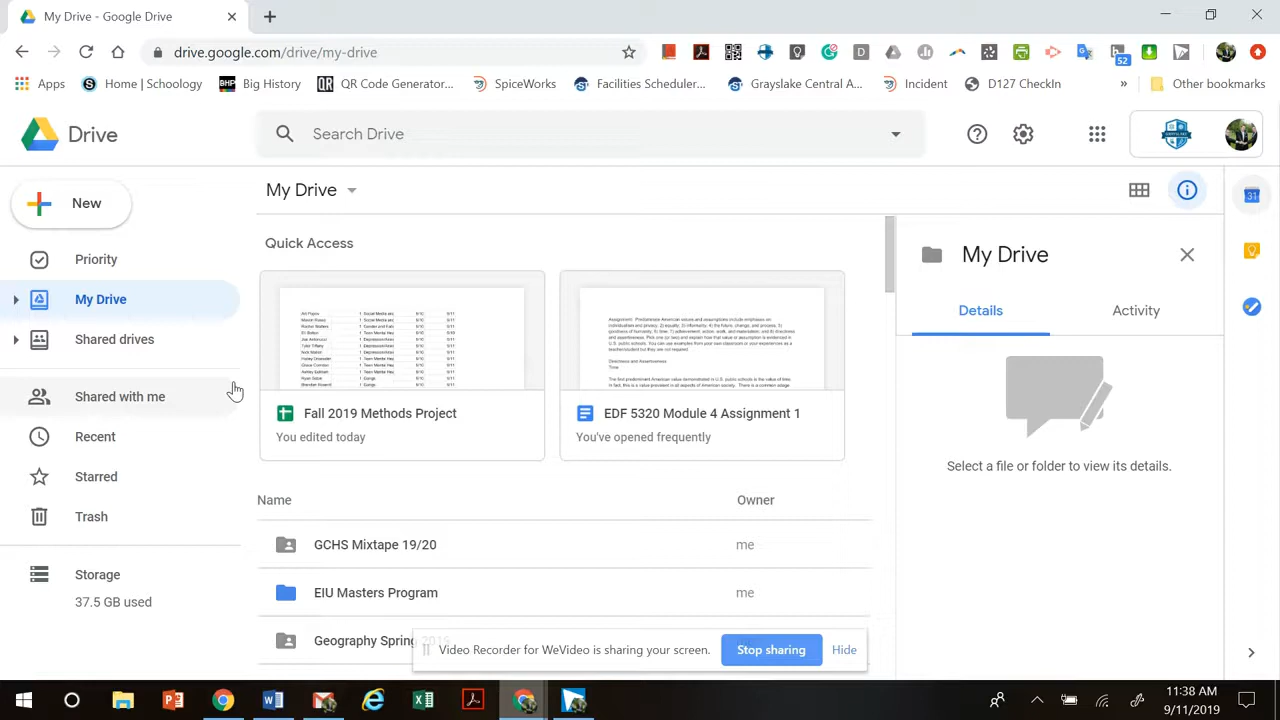 My Drive - Google Drive
drive.google.com/drive/my-drive
52
Apps
Home | Schoology
BHP Big History
QR Code Generator...
SpiceWorks
Facilities Scheduler...
Grayslake Central A...
Incident
D127 CheckIn
»
Other bookmarks
Drive
Search Drive
New
My Drive
31
Priority
My Drive
Shared drives
Shared with me
Recent
Starred
Trash
Storage
37.5 GB used
Quick Access
Fall 2019 Methods Project
You edited today
EDF 5320 Module 4 Assignment 1
You've opened frequently
Name
Owner
GCHS Mixtape 19/20
me
EIU Masters Program
me
Geography Spring 2019
My Drive
Details
Activity
Select a file or folder to view its details.
Video Recorder for WeVideo is sharing your screen.
Stop sharing
Hide
11:38 AM
9/11/2019